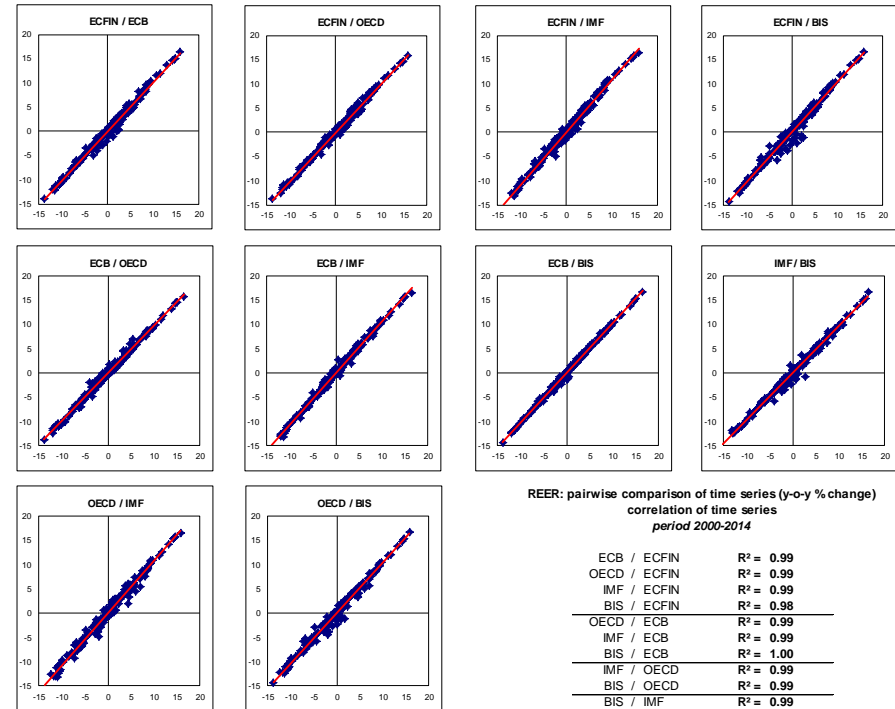 ECFIN / ECB
20
15
10
5
0
-5
-10
-15
-15 -10 -5 0 5 10 15 20
ECFIN / OECD
20
15
10
5
0
-5
-10
-15
-15 -10 -5 0 5 10 15 20
ECFIN / IMF
20
15
10
5
0
-5
-10
-15
-15 -10 -5 0 5 10 15 20
ECFIN / BIS
20
15
10
5
0
-5
-10
-15
-15 -10 -5 0 5 10 15 20
ECB / OECD
20
15
10
5
0
-5
-10
-15
-15 -10 -5 0 5 10 15 20
ECB / IMF
20
15
10
5
0
-5
-10
-15
-15 -10 -5 0 5 10 15 20
ECB / BIS
20
15
10
5
0
-5
-10
-15
-15 -10 -5 0 5 10 15 20
IMF/ BIS
20
15
10
5
0
-5
-10
-15
-15 -10 -5 0 5 10 15 20
OECD / IMF
20
15
10
5
0
-5
-10
-15
-15 -10 -5 0 5 10 15 20
OECD / BIS
20
15
10
5
0
-5
-10
-15
-15 -10 -5 0 5 10 15 20
REER: pairwise comparison of time series (y-o-y % change)
correlation of time series
period 2000-2014
ECB / ECFIN R² = 0.99
OECD / ECFIN R² = 0.99
IMF / ECFIN R² = 0.99
BIS / ECFIN R² = 0.98
OECD / ECB R² = 0.99
IMF / ECB R² = 0.99
BIS / ECB R² = 1.00
IMF / OECD R² = 0.99
BIS / OECD R² = 0.99
BIS / IMF R² = 0.99